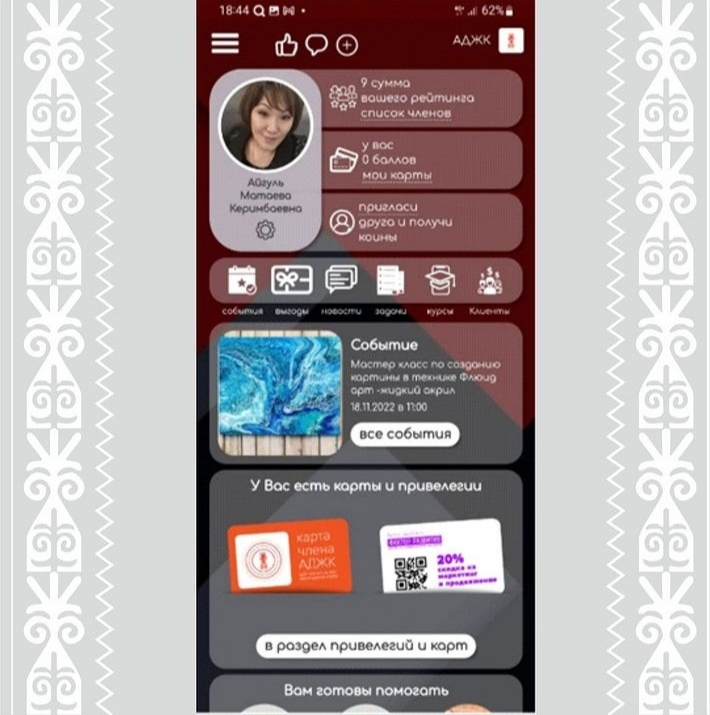 18:44
62%
АДЖК
9 сумма
вашего рейтинга
список членов
Айгуль
Матаева
Керимбаевна
у вас
0 баллов
мои карты
пригласи
друга и получи
коины
события выгоды новости задачи курсы Клиенты
Событие
Мастер класс по созданию
картины в технике Флюид
арт -жидкий акрил
18.11.2022 в 11:00
все события
У Вас есть карты и привелегии
карта
члена
АДЖК
20%
скидка на
маркетинг
и продвижение
в раздел привелегий и карт
Вам готовы помогать